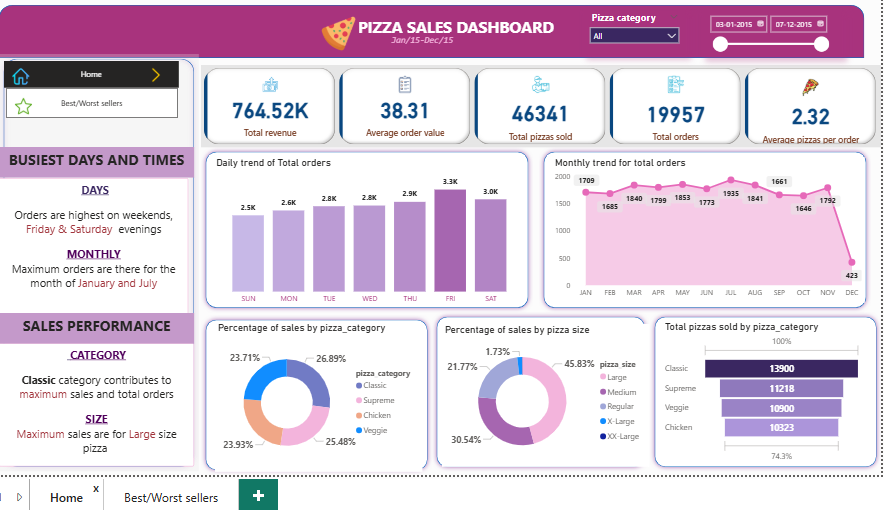 PIZZA SALES DASHBOARD
Jan/15-Dec/15
Pizza category
All
03-01-2015
07-12-2015
Home
Best/Worst sellers
764.52K
Total revenue
38.31
Average order value
46341
Total pizzas sold
19957
Total orders
2.32
Average pizzas per order
BUSIEST DAYS AND TIMES
DAYS
Orders are highest on weekends,
Friday & Saturday evenings
MONTHLY
Maximum orders are there for the
month of January and July
SALES PERFORMANCE
CATEGORY
Classic category contributes to
maximum sales and total orders
SIZE
Maximum sales are for Large size
pizza
Daily trend of Total orders
2.5K
2.6K
2.8K
2.8K
2.9K
3.3K
3.0K
SUN
MON
TUE
WED
THU
FRI
SAT
Monthly trend for total orders
2000
1500
1000
500
0
1709
1685
1840
1799
1853
1773
1935
1841
1661
1646
1792
423
JAN
FEB
MAR
APR
MAY
JUN
JUL
AUG
SEP
OCT
NOV
DEC
Percentage of sales by pizza_category
23.71%
26.89%
23.93%
25.48%
pizza_category
Classic
Supreme
Chicken
Veggie
Percentage of sales by pizza size
1.73%
21.77%
45.83%
30.54%
pizza_size
Large
Medium
Regular
X-Large
XX-Large
Total pizzas sold by pizza_category
100%
Classic
13900
Supreme
11218
Veggie
10900
Chicken
10323
74.3%
Home
x
Best/Worst sellers
+